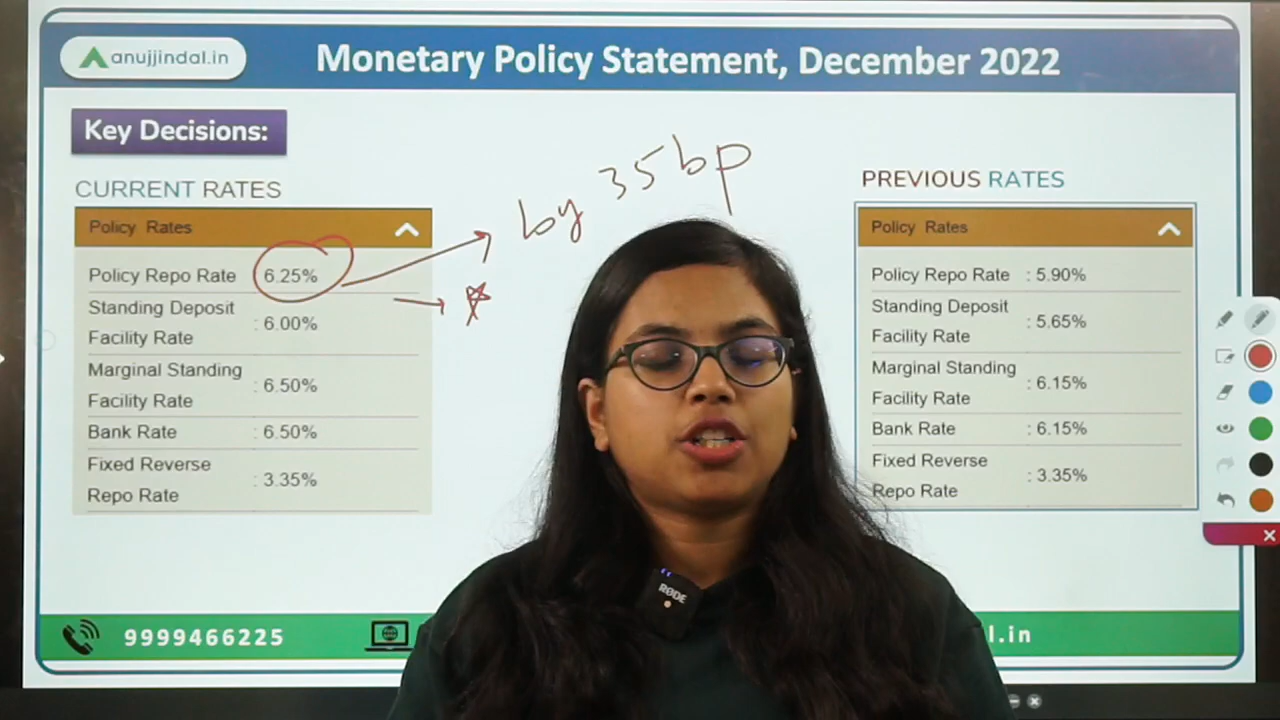 anujjindal.in
Monetary Policy Statement, December 2022
Key Decisions:
by 35bp
CURRENT RATES
Policy Rates
Policy Repo Rate 6.25%
Standing Deposit
Facility Rate : 6.00%
Marginal Standing
Facility Rate : 6.50%
Bank Rate : 6.50%
Fixed Reverse
Repo Rate : 3.35%
PREVIOUS RATES
Policy Rates
Policy Repo Rate : 5.90%
Standing Deposit
Facility Rate : 5.65%
Marginal Standing
Facility Rate : 6.15%
Bank Rate : 6.15%
Fixed Reverse
Repo Rate : 3.35%
RØDE
9999466225
l.in